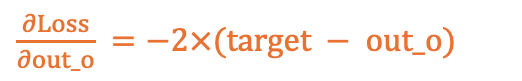 ∂Loss
∂out_o = −2×(target − out_o)